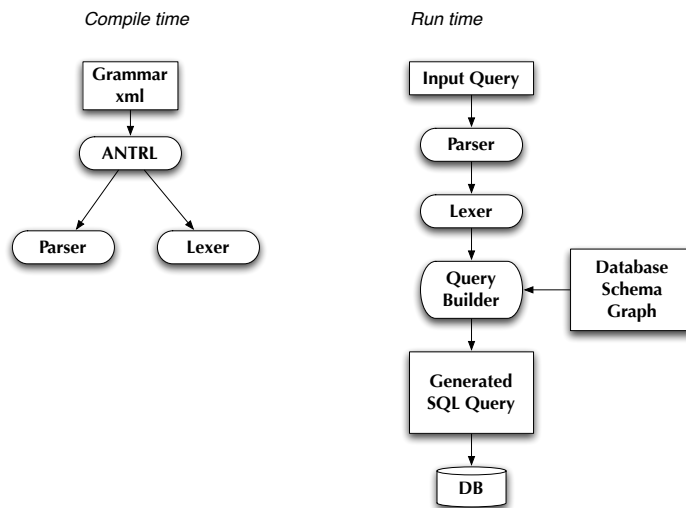 Compile time
Run time
Grammar
xml
ANTRL
Parser
Lexer
Input Query
Parser
Lexer
Query
Builder
Database
Schema
Graph
Generated
SQL Query
DB